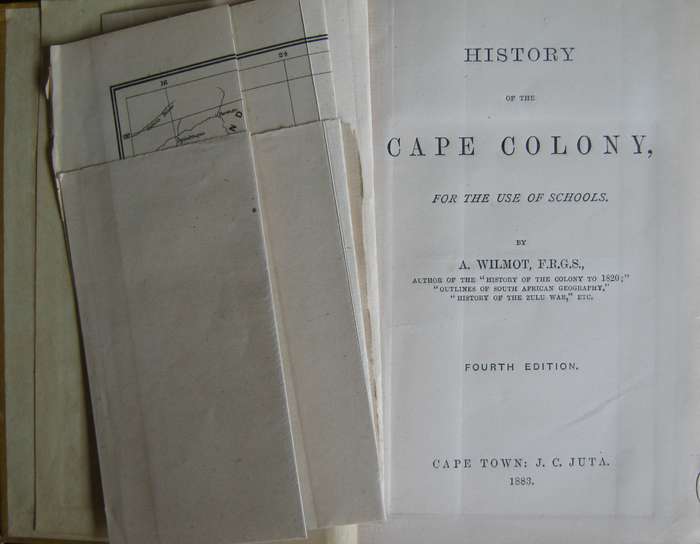 HISTORY
OF THE
CAPE COLONY,
FOR THE USE OF SCHOOLS.
BY
A. WILMOT, F.R.G.S.,
AUTHOR OF THE "HISTORY OF THE COLONY TO 1820;"
"OUTLINES OF SOUTH AFRICAN GEOGRAPHY,"
"HISTORY OF THE ZULU WAR," ETC.
FOURTH EDITION.
CAPE TOWN: J. C. JUTA.
1883.